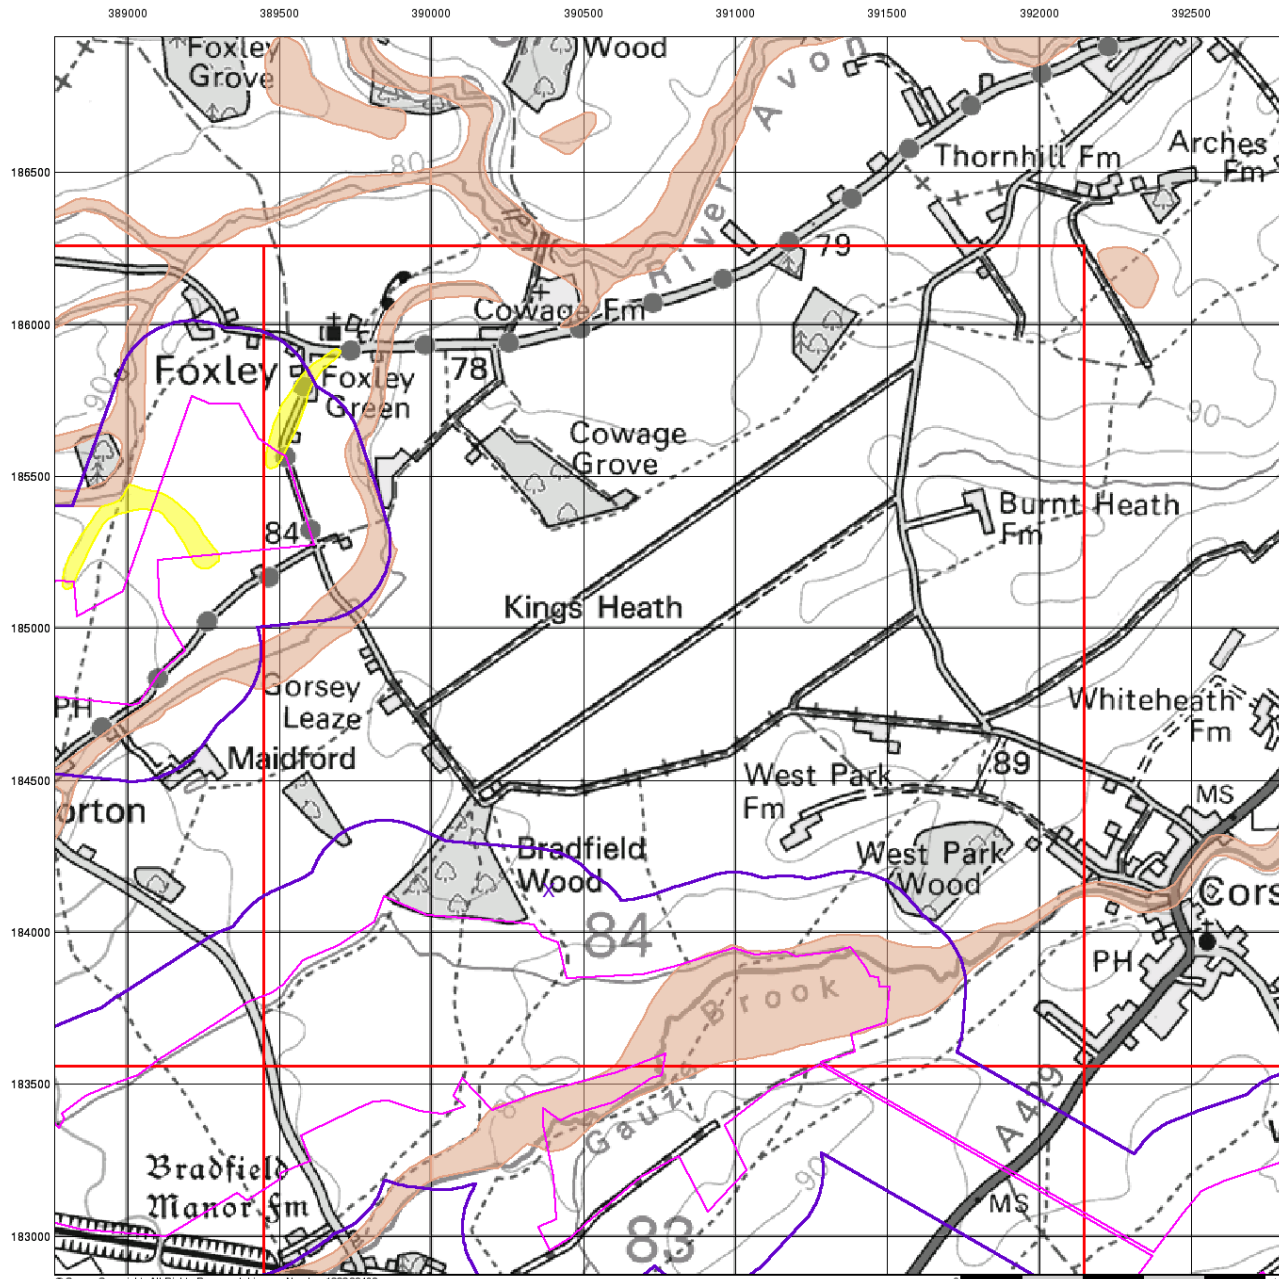 389000 389500 390000 390500 391000 391500 392000 392500
186500
186000
185500
185000
184500
184000
183500
183000
Foxley
Grove
Wood
80
River Avon
Thornhill Fm
Arches
Fm
79
Cowage Fm
78
Foxley
Foxley
Green
90
90
Cowage
Grove
Burnt Heath
Fm
84
Kings Heath
Gorsey
Leaze
PH
Maidford
Whiteheath
Fm
89
West Park
Fm
MS
orton
Bradfield
Wood
West Park
Wood
Cors
84
PH
Brook
80
Gauz
A429
90
Bradfield
Manor Fm
MS
83